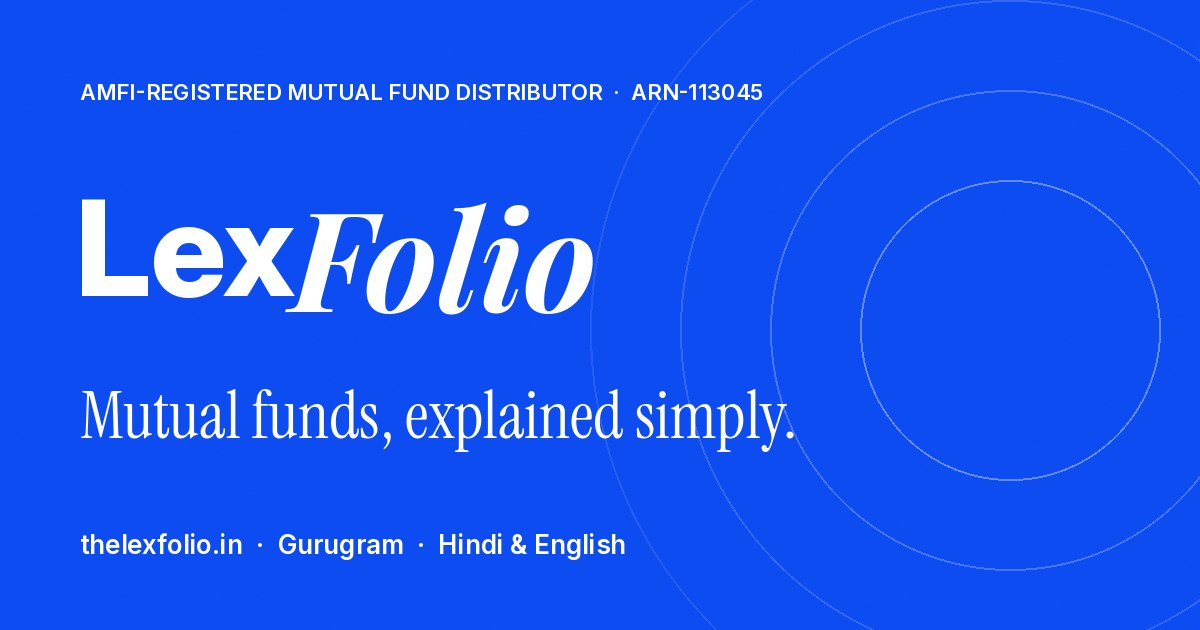 AMFI-REGISTERED MUTUAL FUND DISTRIBUTOR · ARN-113045
LexFolio
Mutual funds, explained simply.
thelexfolio.in · Gurugram · Hindi & English